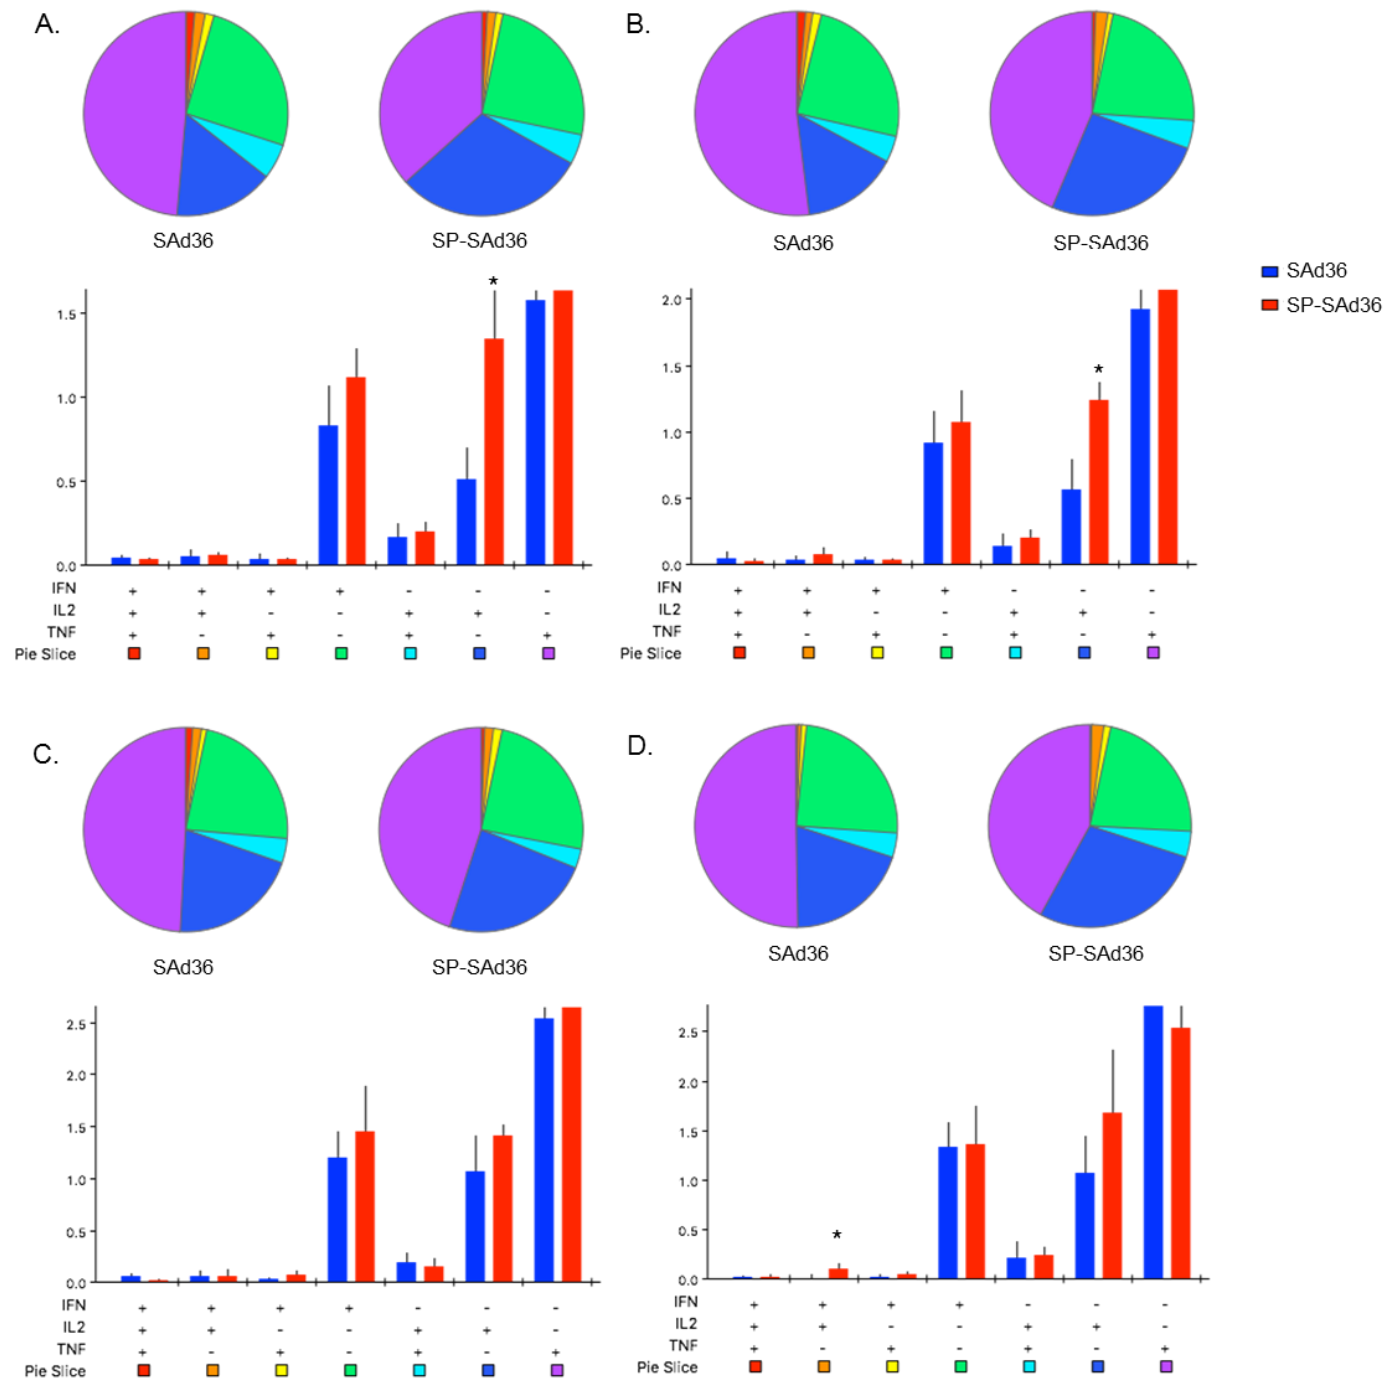 A.
B.
SAd36
SP-SAd36
SAd36
SP-SAd36
SAd36
SP-SAd36
*
1.5
1.0
0.5
0.0
IFN + + + + - - -
IL2 + + - - + + -
TNF + - + - + - +
Pie Slice
*
2.0
1.5
1.0
0.5
0.0
IFN + + + + - - -
IL2 + + - - + + -
TNF + - + - + - +
Pie Slice
C.
D.
SAd36
SP-SAd36
SAd36
SP-SAd36
2.5
2.0
1.5
1.0
0.5
0.0
IFN + + + + - - -
IL2 + + - - + + -
TNF + - + - + - +
Pie Slice
*
2.5
2.0
1.5
1.0
0.5
0.0
IFN + + + + - - -
IL2 + + - - + + -
TNF + - + - + - +
Pie Slice